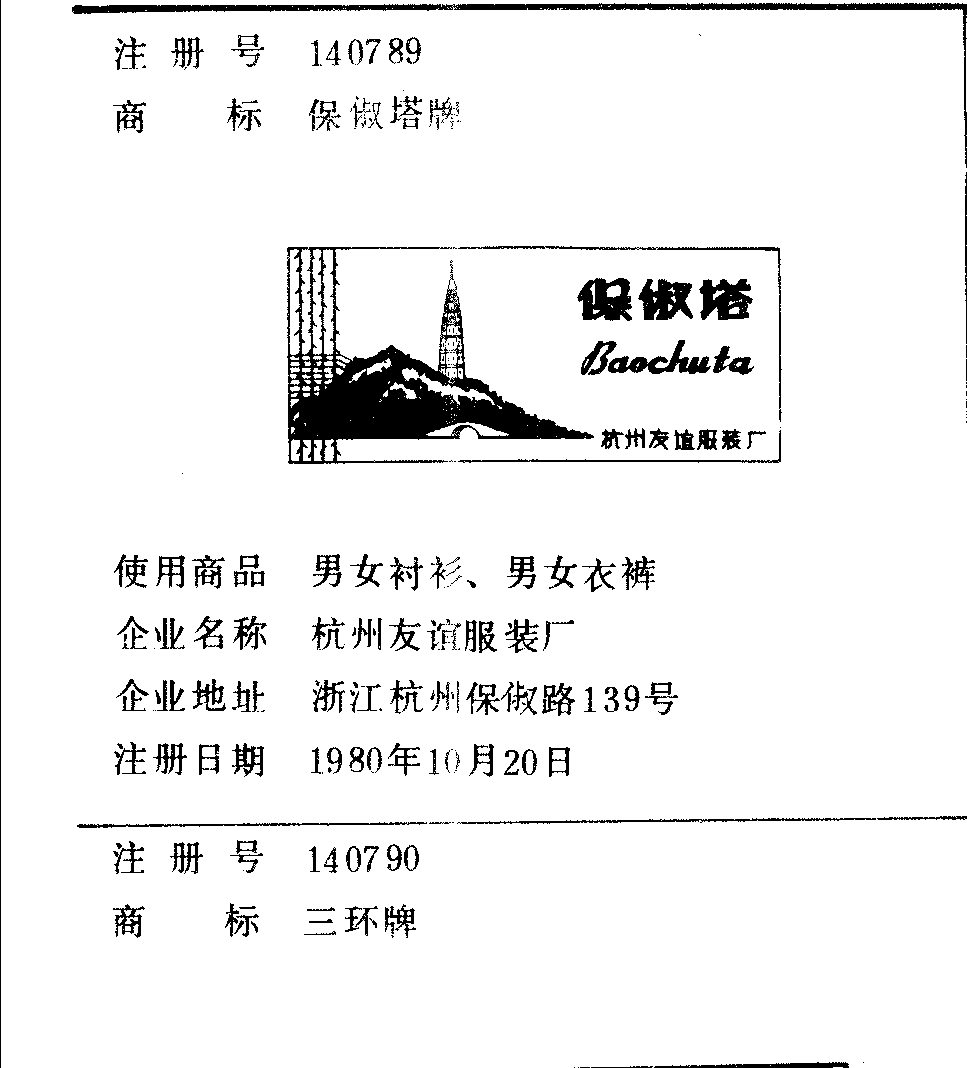 注册号 140789
商标 保俶塔牌
保俶塔
Baochuta
杭州友谊服装厂
使用商品 男女衬衫、男女衣裤
企业名称 杭州友谊服装厂
企业地址 浙江杭州保俶路139号
注册日期 1980年10月20日
注册号 140790
商标 三环牌